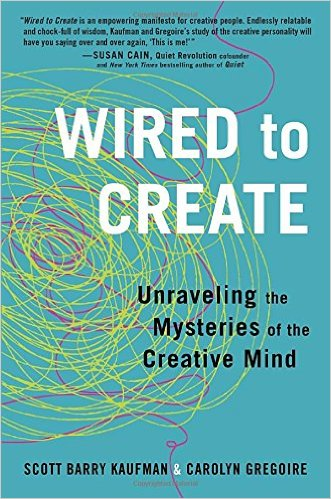 "Wired to Create is an empowering manifesto for creative people. Endlessly relatable
and chock-full of wisdom, Kaufman and Gregoire's study of the creative personality will
have you saying over and over again, 'This is me!'"
—SUSAN CAIN, Quiet Revolution cofounder
and New York Times bestselling author of Quiet
WIRED to
CREATE
Unraveling the
Mysteries of the
Creative Mind
SCOTT BARRY KAUFMAN & CAROLYN GREGOIRE